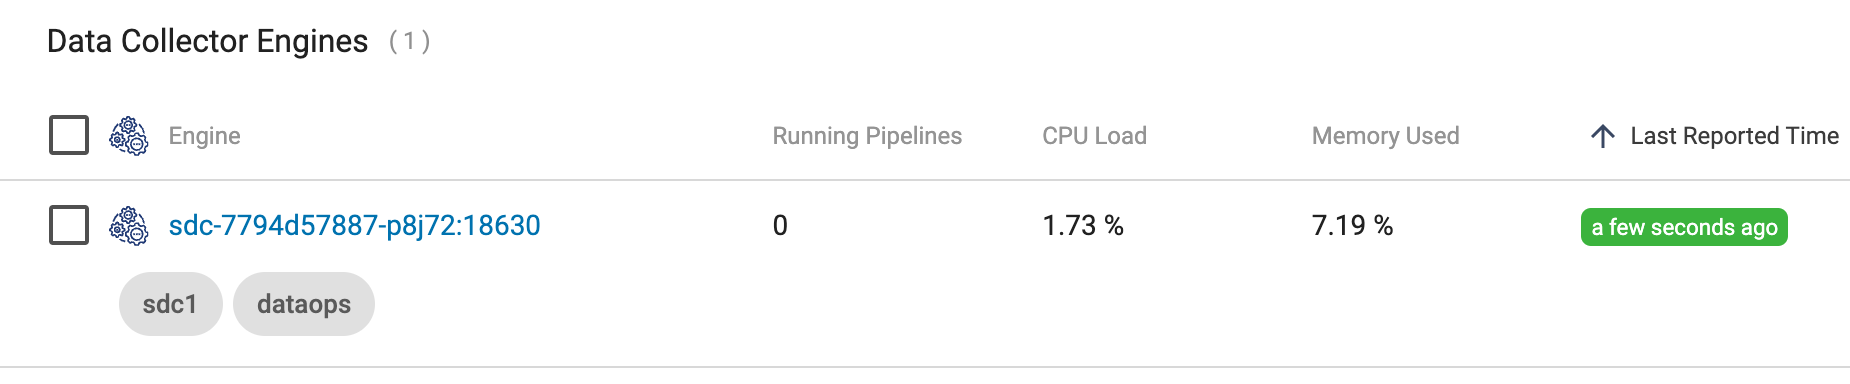 Data Collector Engines (1)
Engine Running Pipelines CPU Load Memory Used Last Reported Time
sdc-7794d57887-p8j72:18630 0 1.73 % 7.19 % a few seconds ago
sdc1 dataops